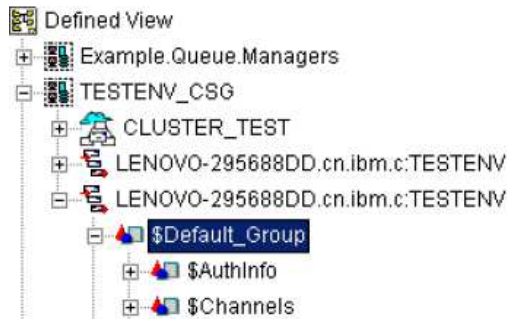 Defined View
Example.Queue.Managers
TESTENV_CSG
CLUSTER_TEST
LENOVO-295688DD.cn.ibm.c:TESTENV
LENOVO-295688DD.cn.ibm.c:TESTENV
$Default_Group
$AuthInfo
$Channels